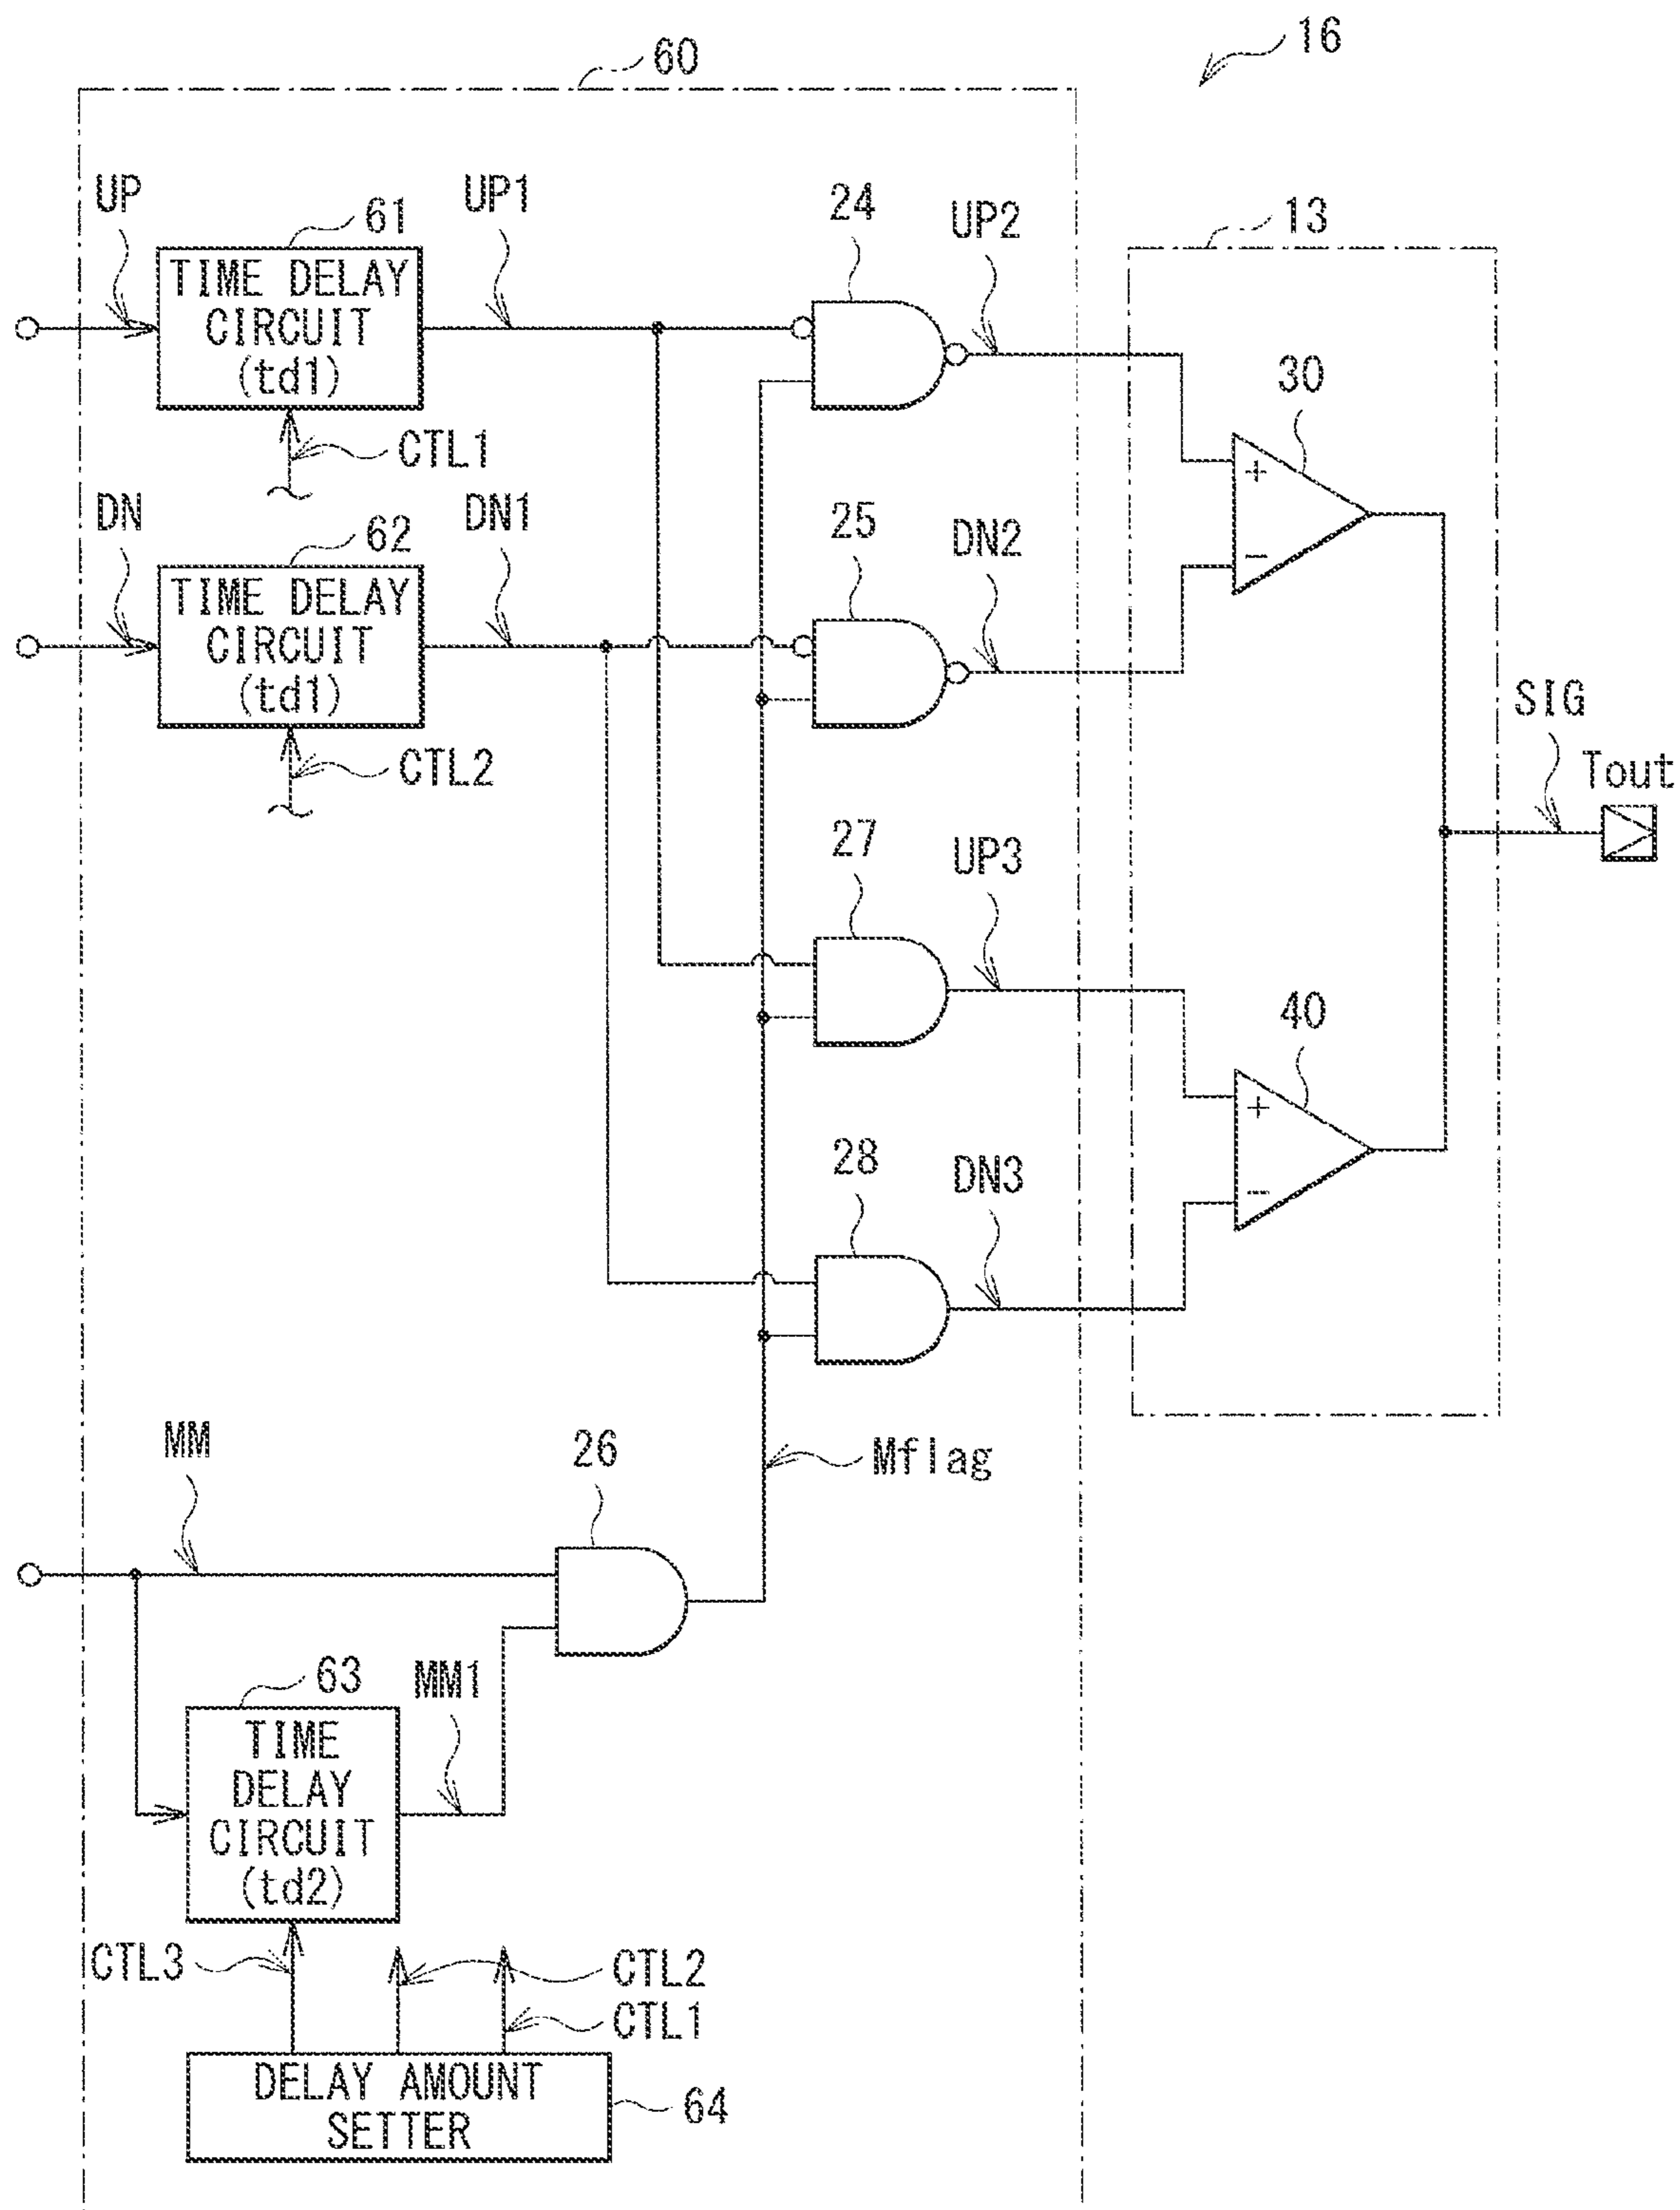 16
60
UP
61
UP1
24
UP2
13
TIME DELAY
CIRCUIT
(td1)
30
+
−
CTL1
DN
62
DN1
25
DN2
TIME DELAY
CIRCUIT
(td1)
SIG
Tout
CTL2
27
UP3
40
+
−
28
DN3
MM
26
Mflag
63
MM1
TIME
DELAY
CIRCUIT
(td2)
CTL3
CTL2
CTL1
DELAY AMOUNT
SETTER
64